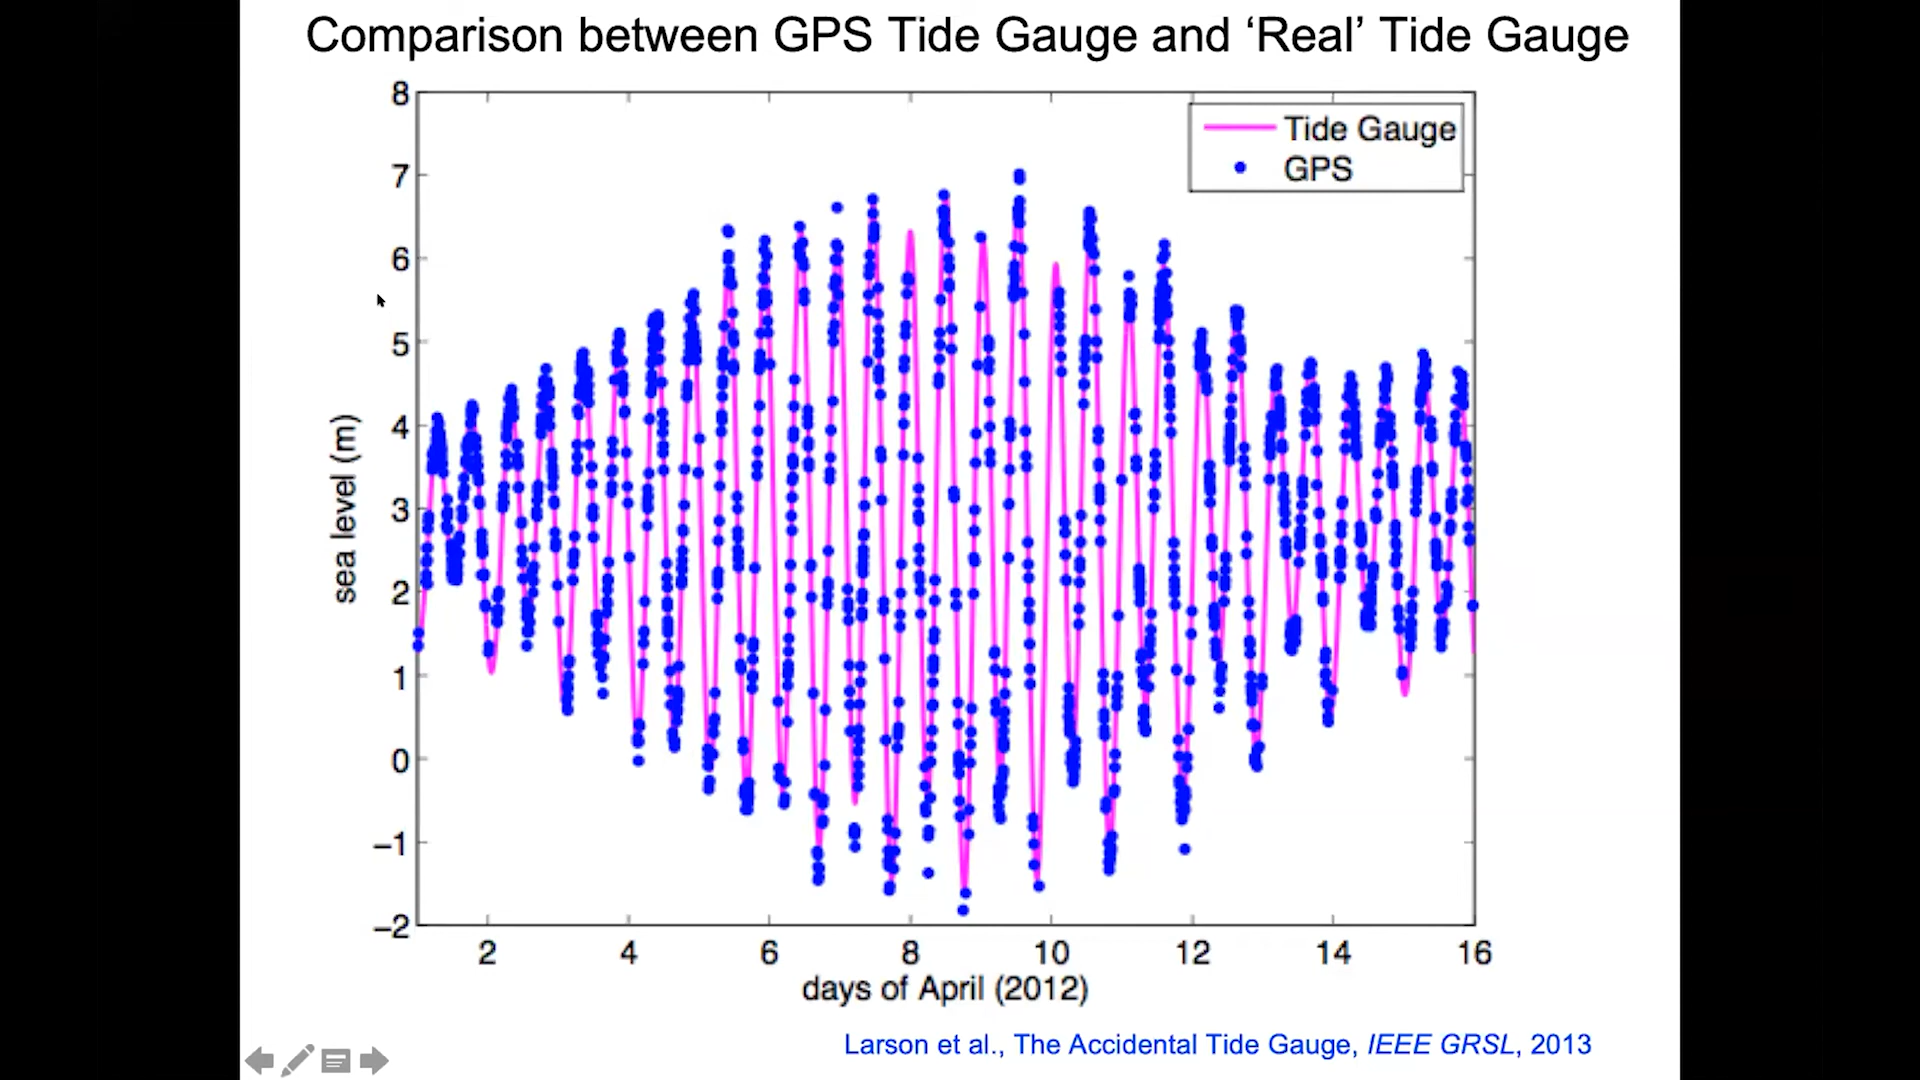 Comparison between GPS Tide Gauge and ‘Real’ Tide Gauge
8
7
6
5
4
3
2
1
0
−1
−2
sea level (m)
Tide Gauge
GPS
2 4 6 8 10 12 14 16
days of April (2012)
Larson et al., The Accidental Tide Gauge, IEEE GRSL, 2013